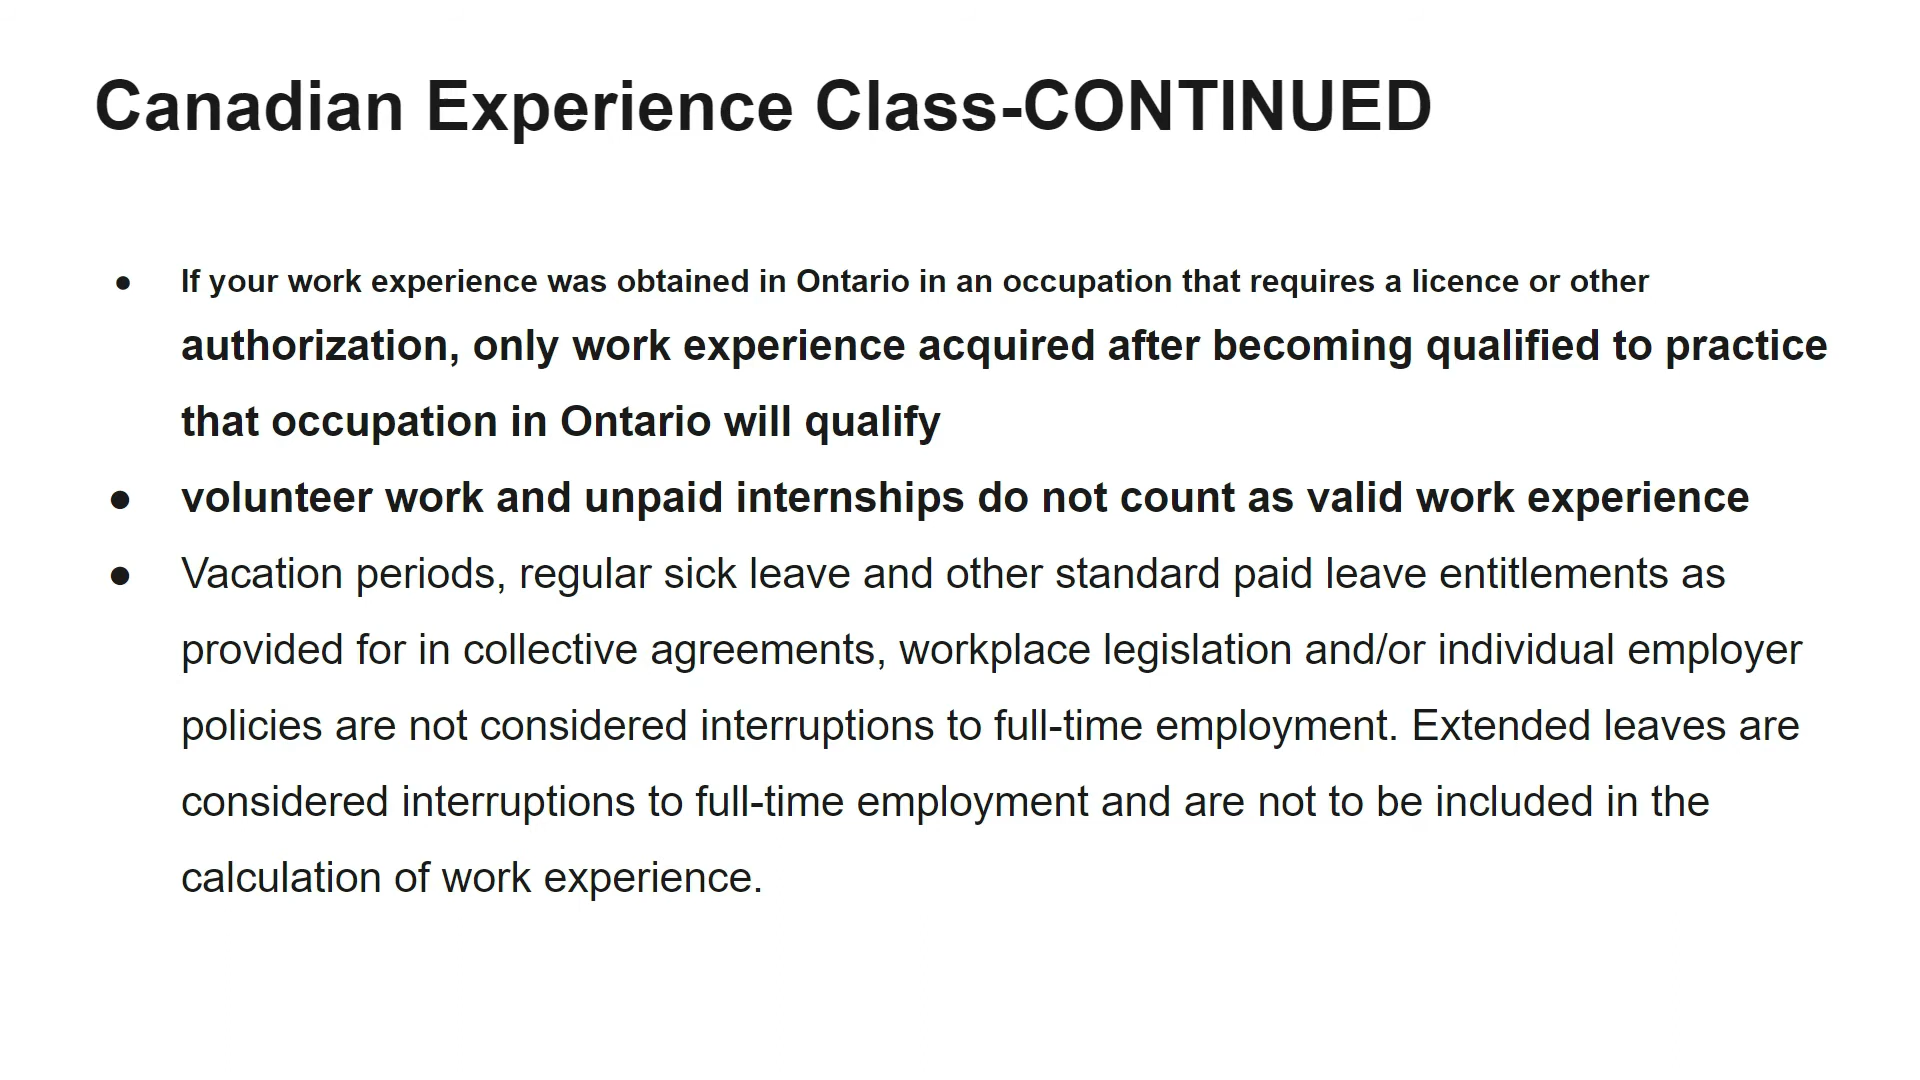 Canadian Experience Class-CONTINUED
● If your work experience was obtained in Ontario in an occupation that requires a licence or other
authorization, only work experience acquired after becoming qualified to practice
that occupation in Ontario will qualify
● volunteer work and unpaid internships do not count as valid work experience
● Vacation periods, regular sick leave and other standard paid leave entitlements as
provided for in collective agreements, workplace legislation and/or individual employer
policies are not considered interruptions to full-time employment. Extended leaves are
considered interruptions to full-time employment and are not to be included in the
calculation of work experience.